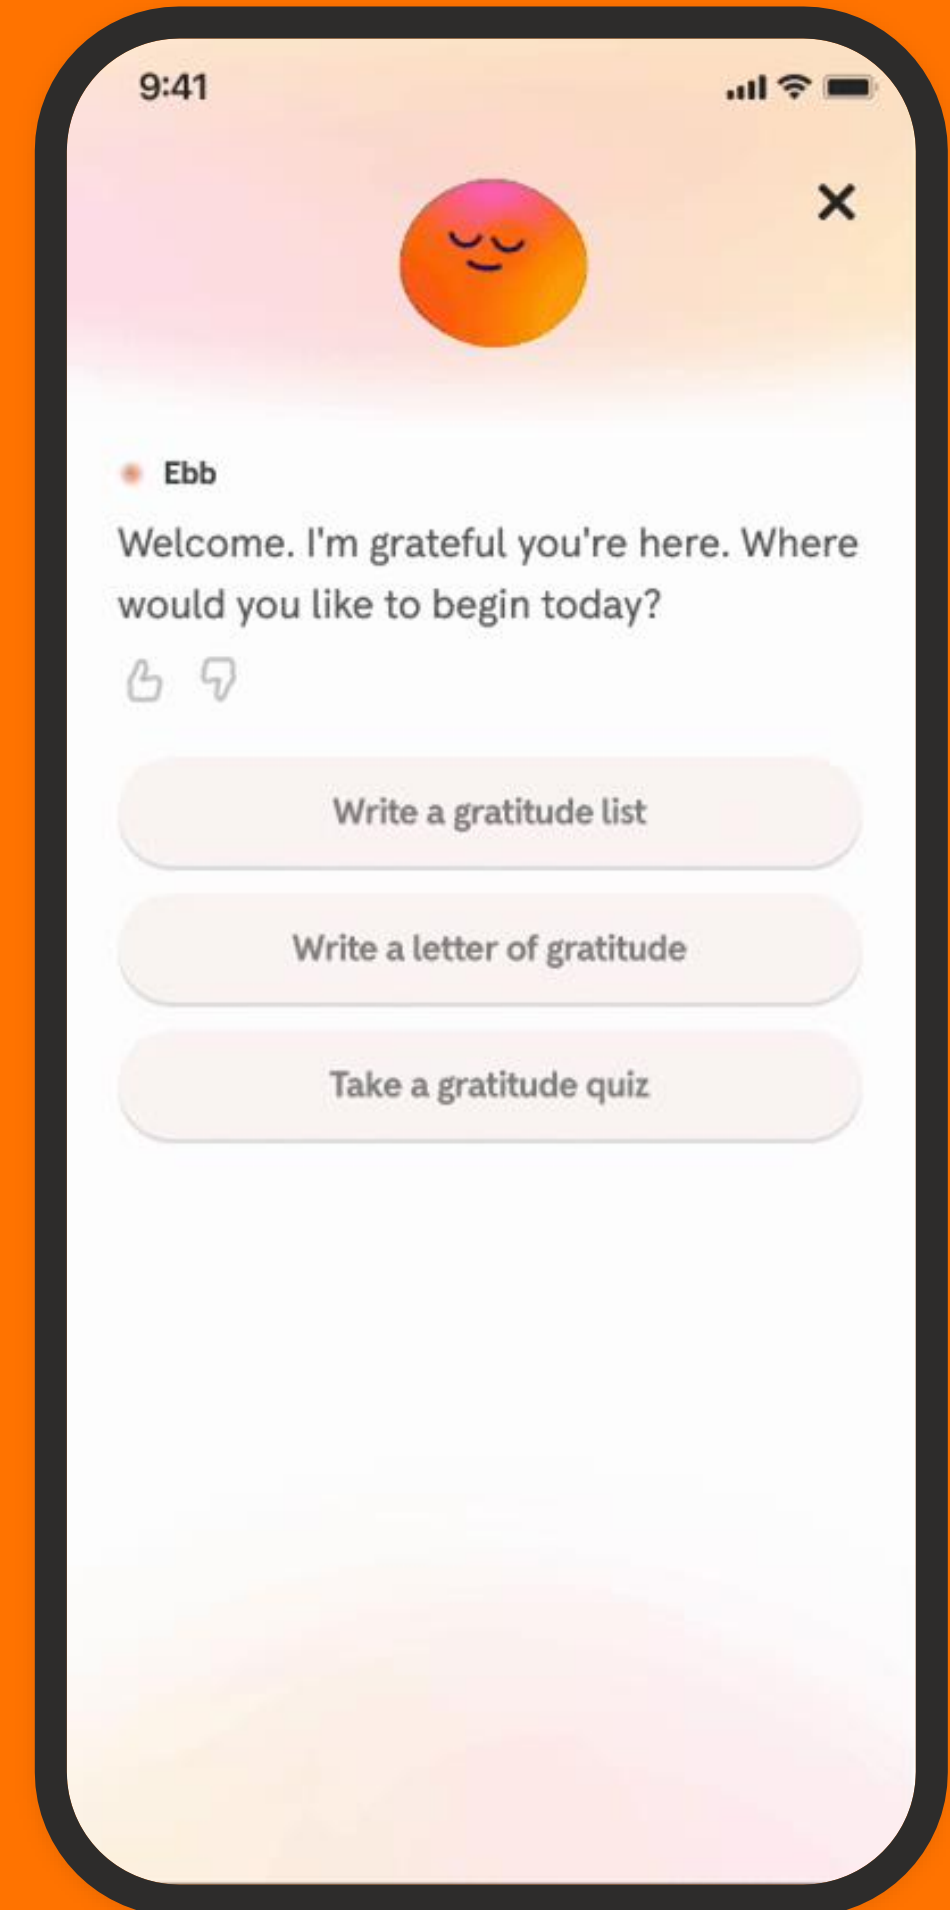 9:41
Ebb
Welcome. I'm grateful you're here. Where
would you like to begin today?
Write a gratitude list
Write a letter of gratitude
Take a gratitude quiz